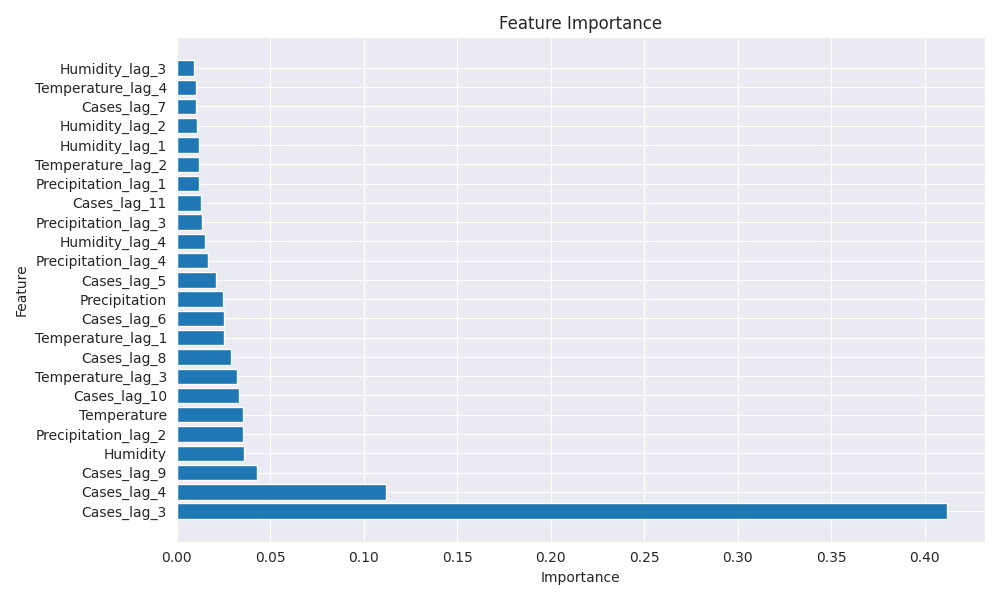 Feature Importance
Humidity_lag_3
Temperature_lag_4
Cases_lag_7
Humidity_lag_2
Humidity_lag_1
Temperature_lag_2
Precipitation_lag_1
Cases_lag_11
Precipitation_lag_3
Humidity_lag_4
Precipitation_lag_4
Cases_lag_5
Precipitation
Cases_lag_6
Temperature_lag_1
Cases_lag_8
Temperature_lag_3
Cases_lag_10
Temperature
Precipitation_lag_2
Humidity
Cases_lag_9
Cases_lag_4
Cases_lag_3
Feature
0.00 0.05 0.10 0.15 0.20 0.25 0.30 0.35 0.40
Importance